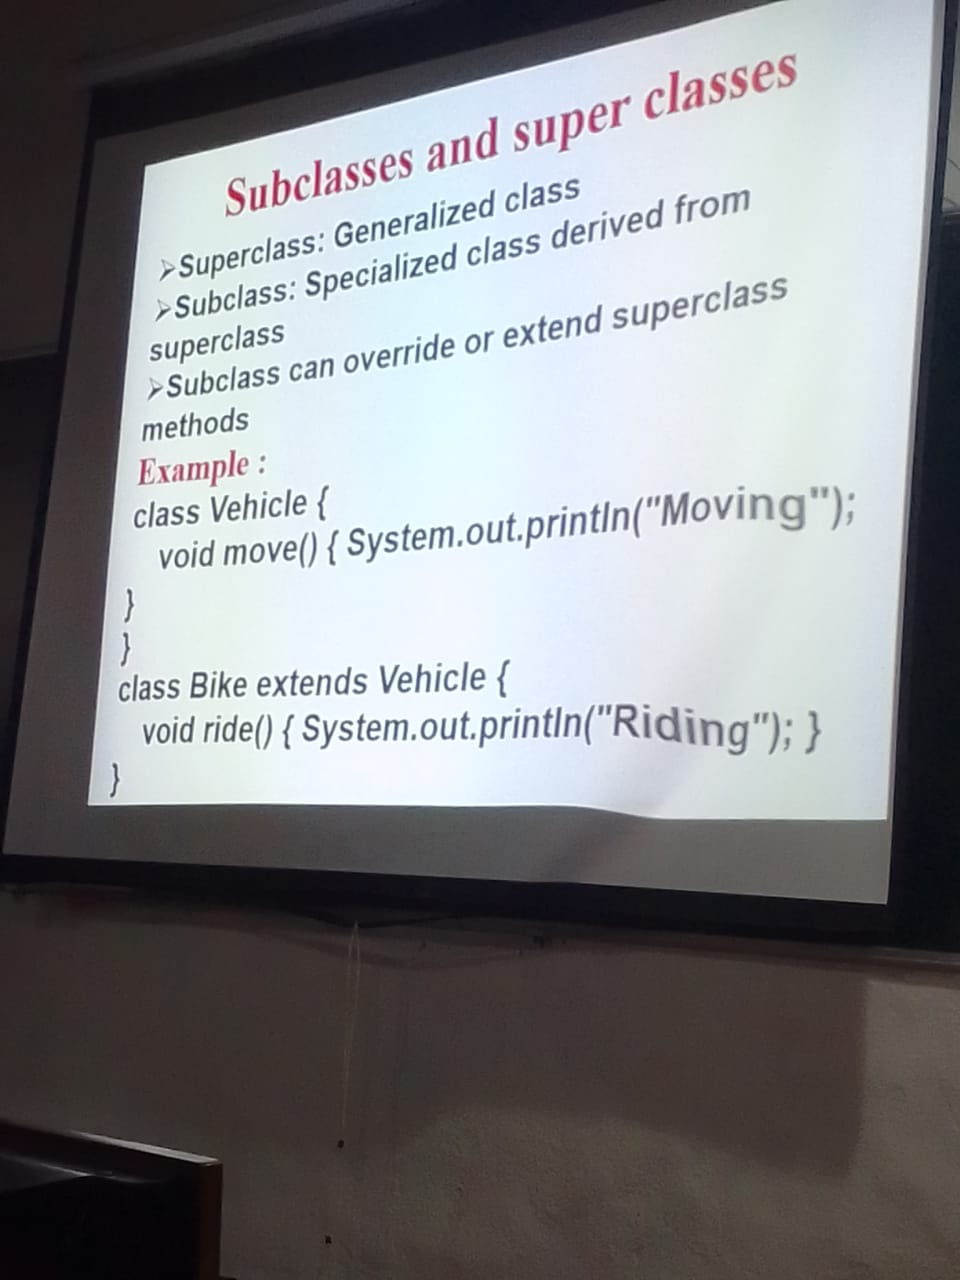 Subclasses and super classes
➢Superclass: Generalized class
➢Subclass: Specialized class derived from
superclass
➢Subclass can override or extend superclass
methods
Example :
class Vehicle {
void move() { System.out.println("Moving");
}
}
class Bike extends Vehicle {
void ride() { System.out.println("Riding"); }
}